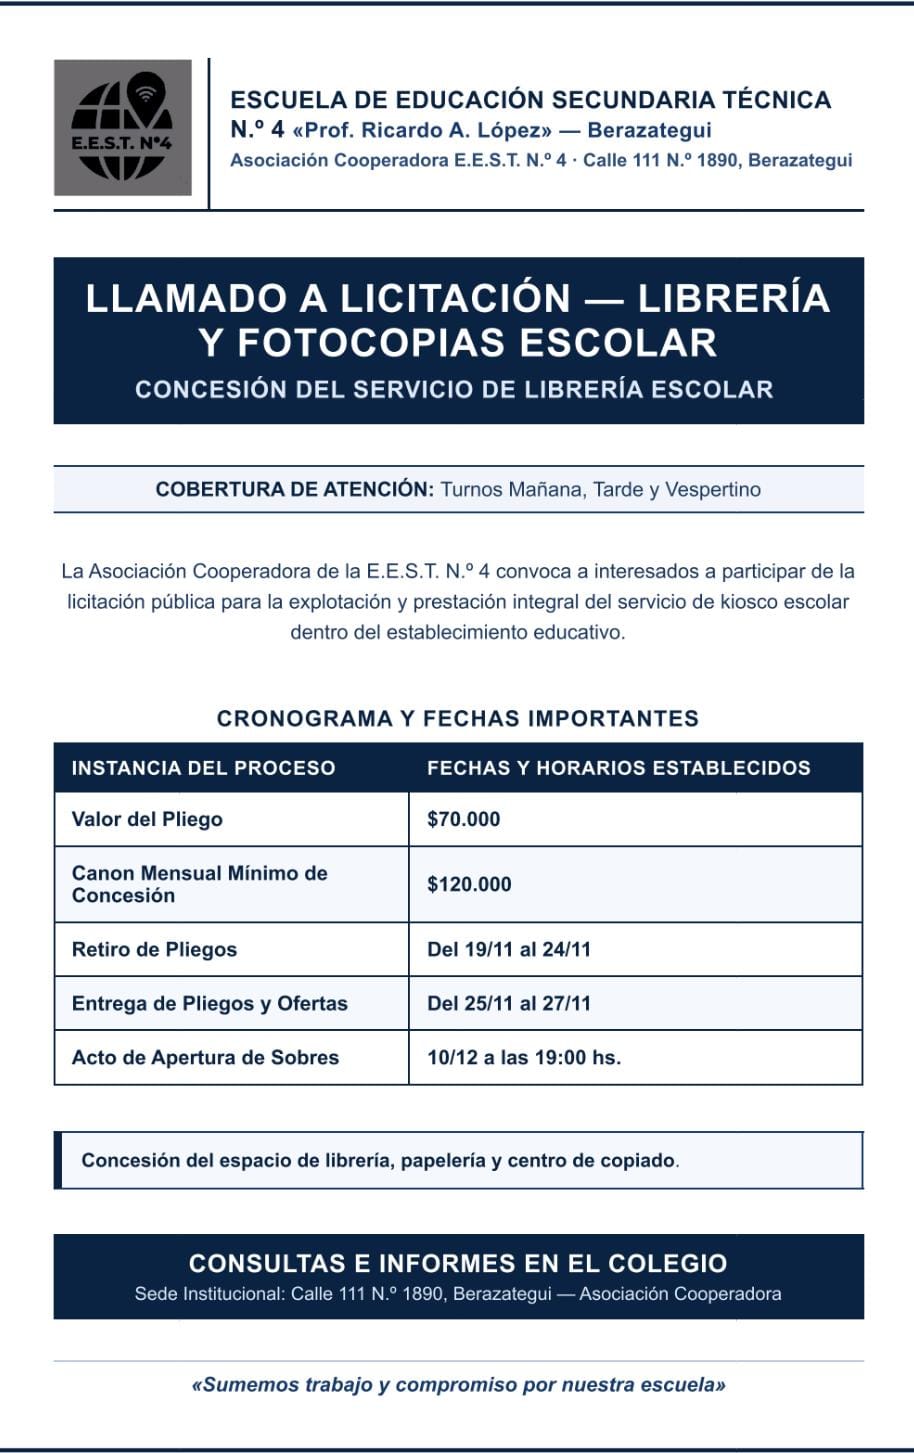 E.E.S.T. Nº4
ESCUELA DE EDUCACIÓN SECUNDARIA TÉCNICA
N.º 4 «Prof. Ricardo A. López» — Berazategui
Asociación Cooperadora E.E.S.T. N.º 4 · Calle 111 N.º 1890, Berazategui
LLAMADO A LICITACIÓN — LIBRERÍA
Y FOTOCOPIAS ESCOLAR
CONCESIÓN DEL SERVICIO DE LIBRERÍA ESCOLAR
COBERTURA DE ATENCIÓN: Turnos Mañana, Tarde y Vespertino
La Asociación Cooperadora de la E.E.S.T. N.º 4 convoca a interesados a participar de la
licitación pública para la explotación y prestación integral del servicio de kiosco escolar
dentro del establecimiento educativo.
CRONOGRAMA Y FECHAS IMPORTANTES
INSTANCIA DEL PROCESO FECHAS Y HORARIOS ESTABLECIDOS
Valor del Pliego $70.000
Canon Mensual Mínimo de
Concesión $120.000
Retiro de Pliegos Del 19/11 al 24/11
Entrega de Pliegos y Ofertas Del 25/11 al 27/11
Acto de Apertura de Sobres 10/12 a las 19:00 hs.
Concesión del espacio de librería, papelería y centro de copiado.
CONSULTAS E INFORMES EN EL COLEGIO
Sede Institucional: Calle 111 N.º 1890, Berazategui — Asociación Cooperadora
«Sumemos trabajo y compromiso por nuestra escuela»